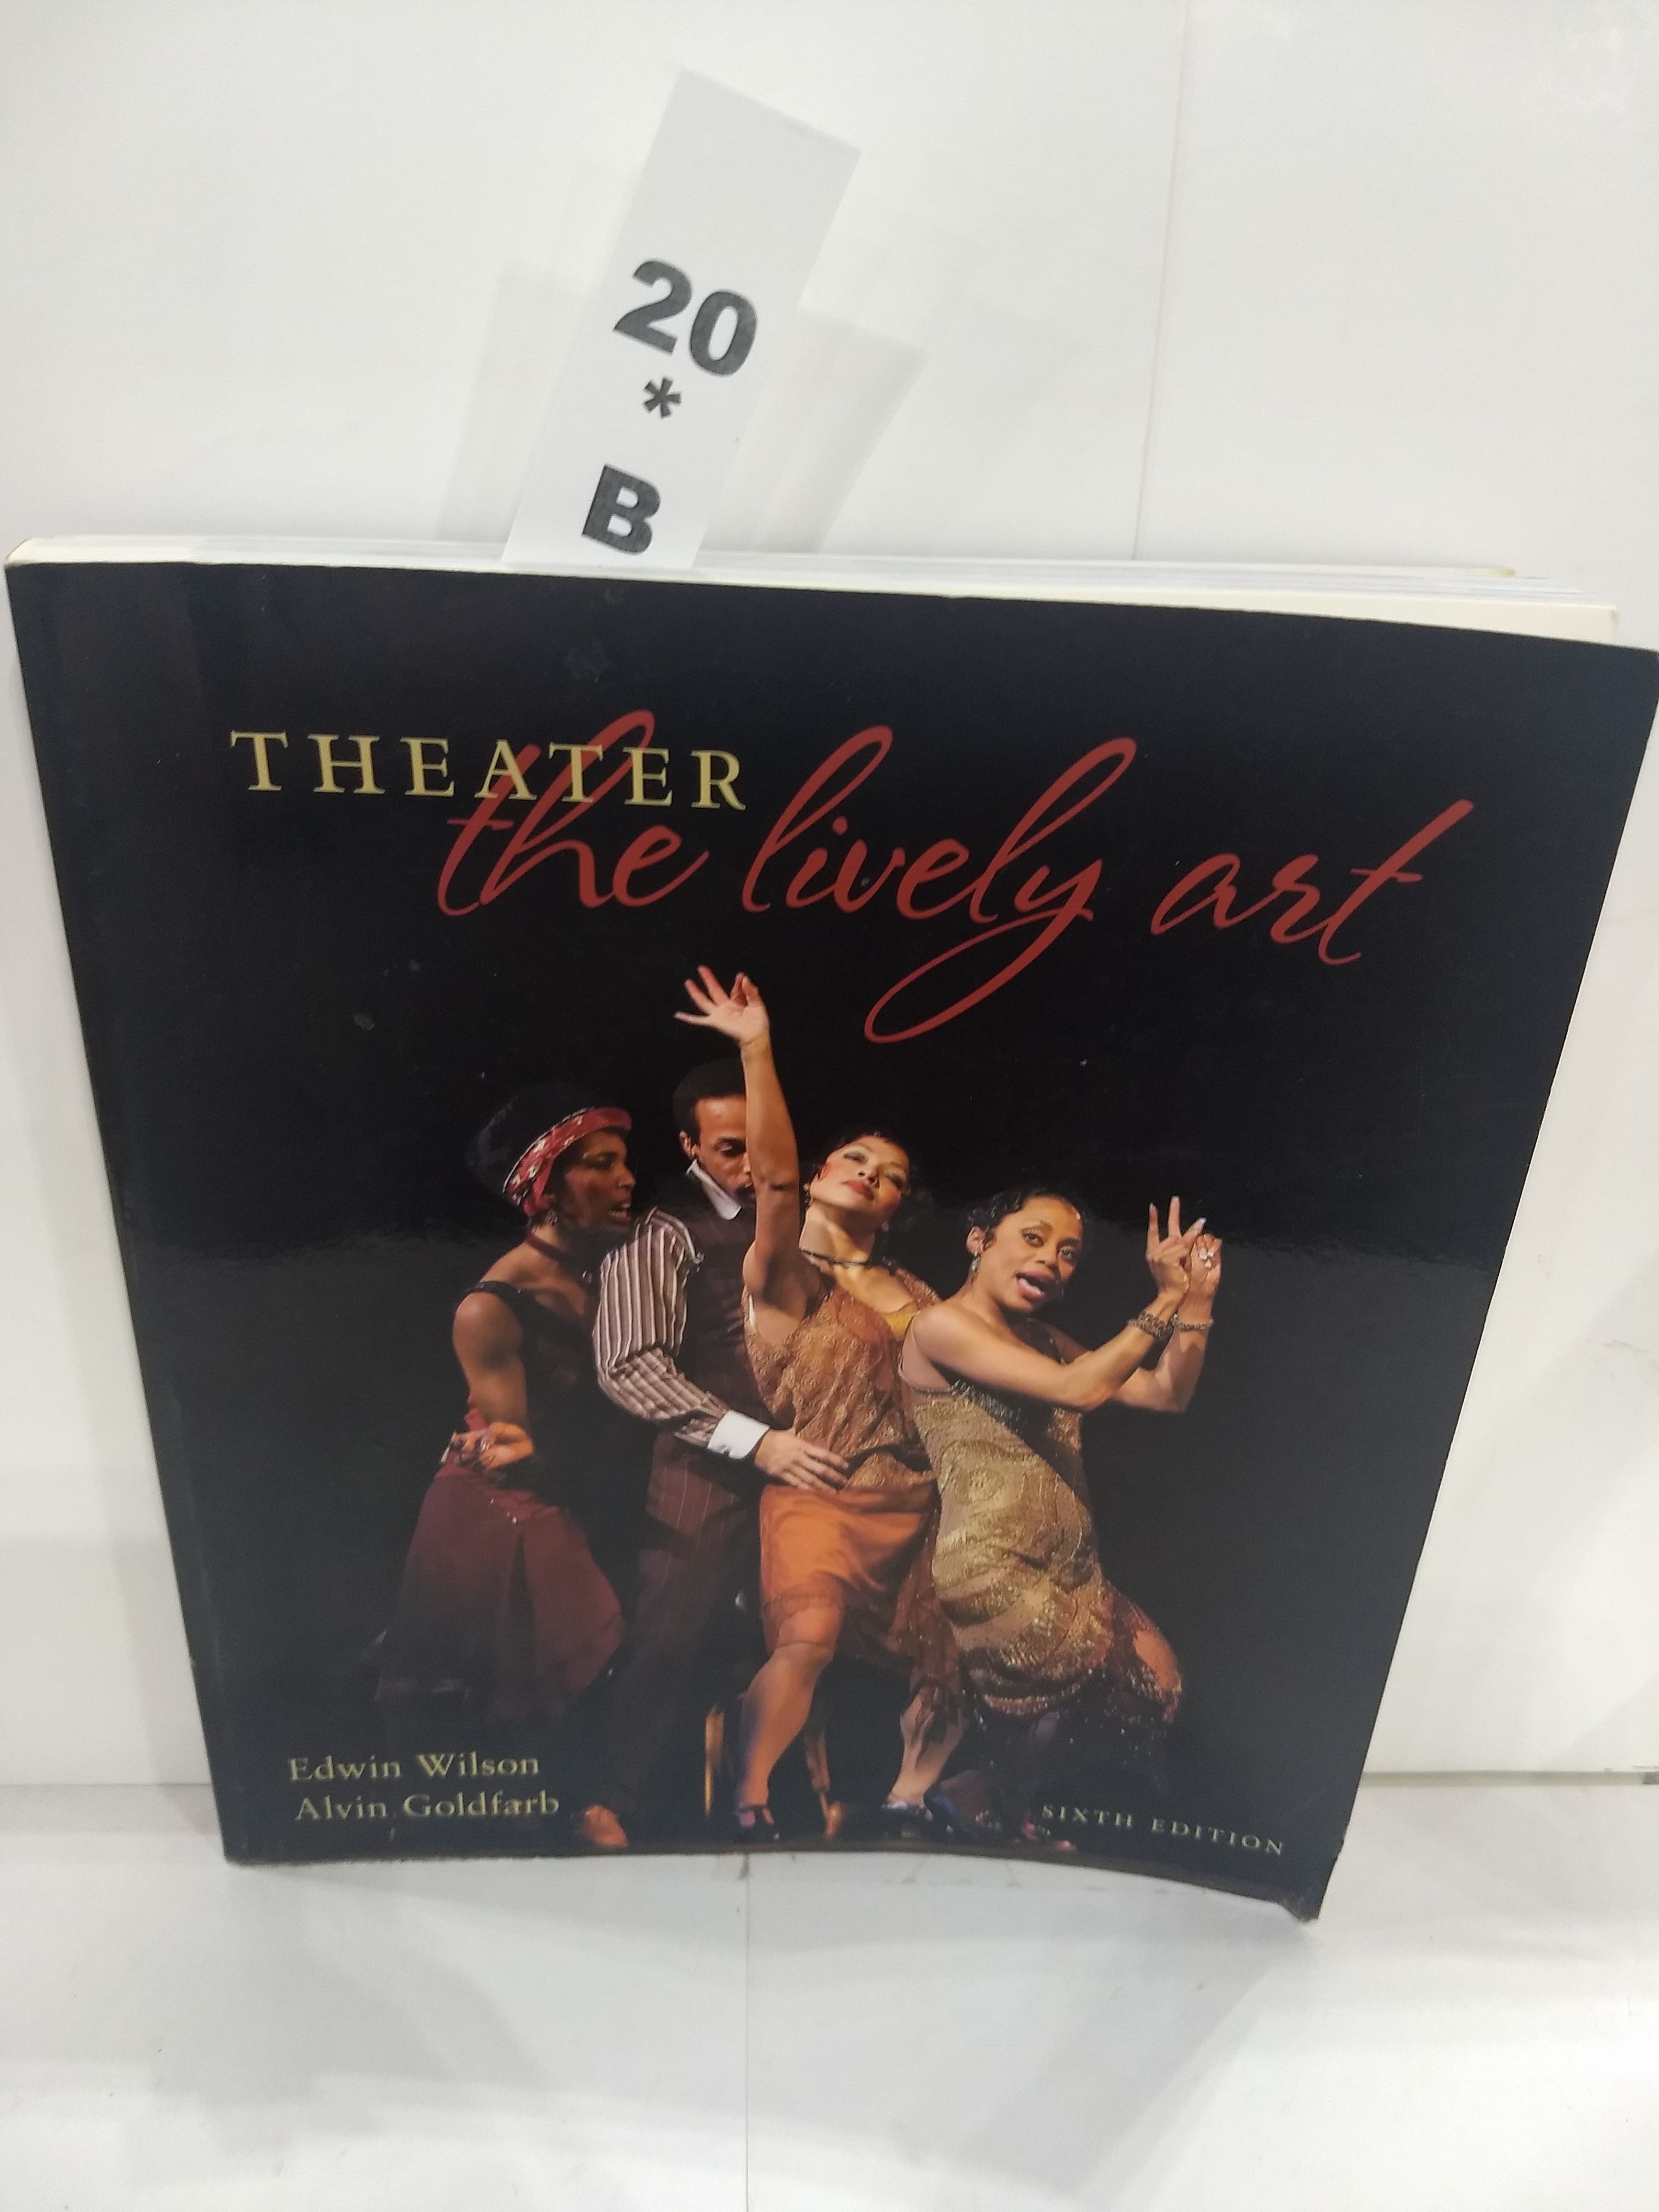 20
*
B
THEATER
the lively art
Edwin Wilson
Alvin Goldfarb
SIXTH EDITION